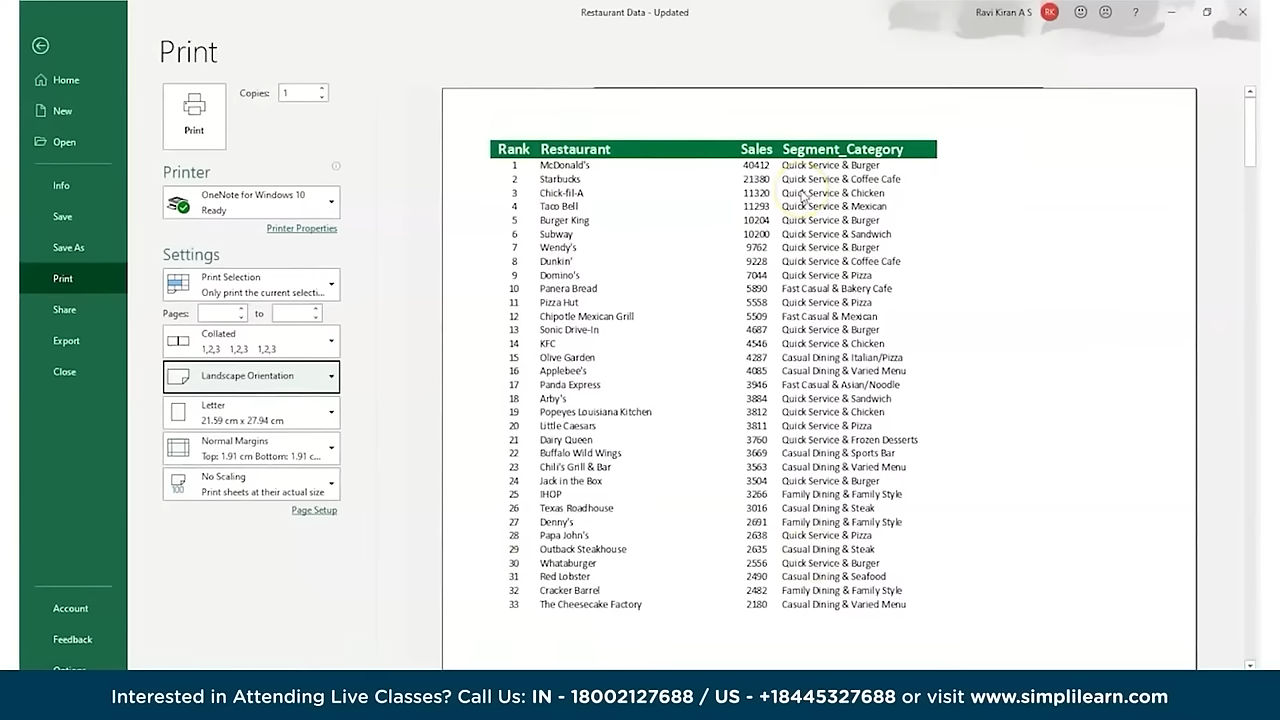 Restaurant Data - Updated
Ravi Kiran A S
RK
?
Print
Home
New
Open
Info
Save
Save As
Print
Share
Export
Close
Account
Feedback
Options
Print
Copies: 1
Printer
OneNote for Windows 10
Ready
Printer Properties
Settings
Print Selection
Only print the current selecti...
Pages: to
Collated
1,2,3 1,2,3 1,2,3
Landscape Orientation
Letter
21.59 cm x 27.94 cm
Normal Margins
Top: 1.91 cm Bottom: 1.91 c...
No Scaling
100
Print sheets at their actual size
Page Setup
Rank Restaurant Sales Segment_Category
1 McDonald's 40412 Quick Service & Burger
2 Starbucks 21380 Quick Service & Coffee Cafe
3 Chick-fil-A 11320 Quick Service & Chicken
4 Taco Bell 11293 Quick Service & Mexican
5 Burger King 10204 Quick Service & Burger
6 Subway 10200 Quick Service & Sandwich
7 Wendy's 9762 Quick Service & Burger
8 Dunkin' 9228 Quick Service & Coffee Cafe
9 Domino's 7044 Quick Service & Pizza
10 Panera Bread 5890 Fast Casual & Bakery Cafe
11 Pizza Hut 5558 Quick Service & Pizza
12 Chipotle Mexican Grill 5509 Fast Casual & Mexican
13 Sonic Drive-In 4687 Quick Service & Burger
14 KFC 4546 Quick Service & Chicken
15 Olive Garden 4287 Casual Dining & Italian/Pizza
16 Applebee's 4085 Casual Dining & Varied Menu
17 Panda Express 3946 Fast Casual & Asian/Noodle
18 Arby's 3884 Quick Service & Sandwich
19 Popeyes Louisiana Kitchen 3812 Quick Service & Chicken
20 Little Caesars 3811 Quick Service & Pizza
21 Dairy Queen 3760 Quick Service & Frozen Desserts
22 Buffalo Wild Wings 3669 Casual Dining & Sports Bar
23 Chili's Grill & Bar 3563 Casual Dining & Varied Menu
24 Jack in the Box 3504 Quick Service & Burger
25 IHOP 3266 Family Dining & Family Style
26 Texas Roadhouse 3016 Casual Dining & Steak
27 Denny's 2691 Family Dining & Family Style
28 Papa John's 2638 Quick Service & Pizza
29 Outback Steakhouse 2635 Casual Dining & Steak
30 Whataburger 2556 Quick Service & Burger
31 Red Lobster 2490 Casual Dining & Seafood
32 Cracker Barrel 2482 Family Dining & Family Style
33 The Cheesecake Factory 2180 Casual Dining & Varied Menu
Interested in Attending Live Classes? Call Us: IN - 18002127688 / US - +18445327688 or visit www.simplilearn.com